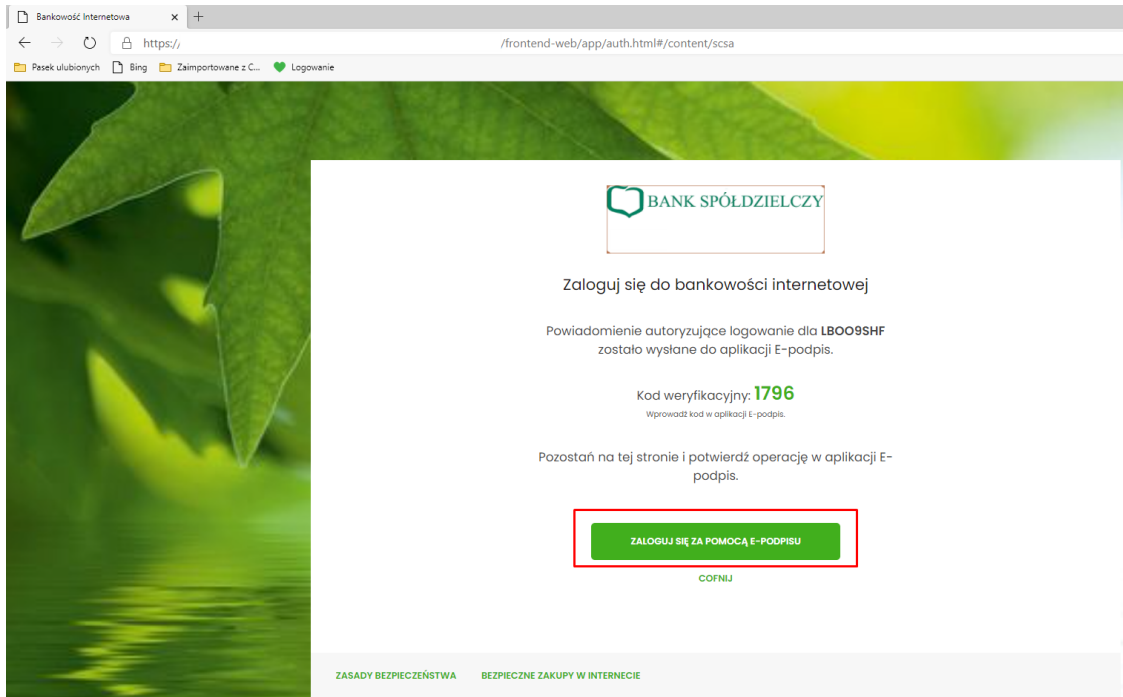 Bankowość Internetowa
https://
/frontend-web/app/auth.html#/content/scsa
Pasek ulubionych Bing Zaimportowane z C... Logowanie
BANK SPÓŁDZIELCZY
Zaloguj się do bankowości internetowej
Powiadomienie autoryzujące logowanie dla LBOO9SHF
zostało wysłane do aplikacji E-podpis.
Kod weryfikacyjny: 1796
Wprowadź kod w aplikacji E-podpis.
Pozostań na tej stronie i potwierdź operację w aplikacji E-
podpis.
ZALOGUJ SIĘ ZA POMOCĄ E-PODPISU
COFNIJ
ZASADY BEZPIECZEŃSTWA BEZPIECZNE ZAKUPY W INTERNECIE